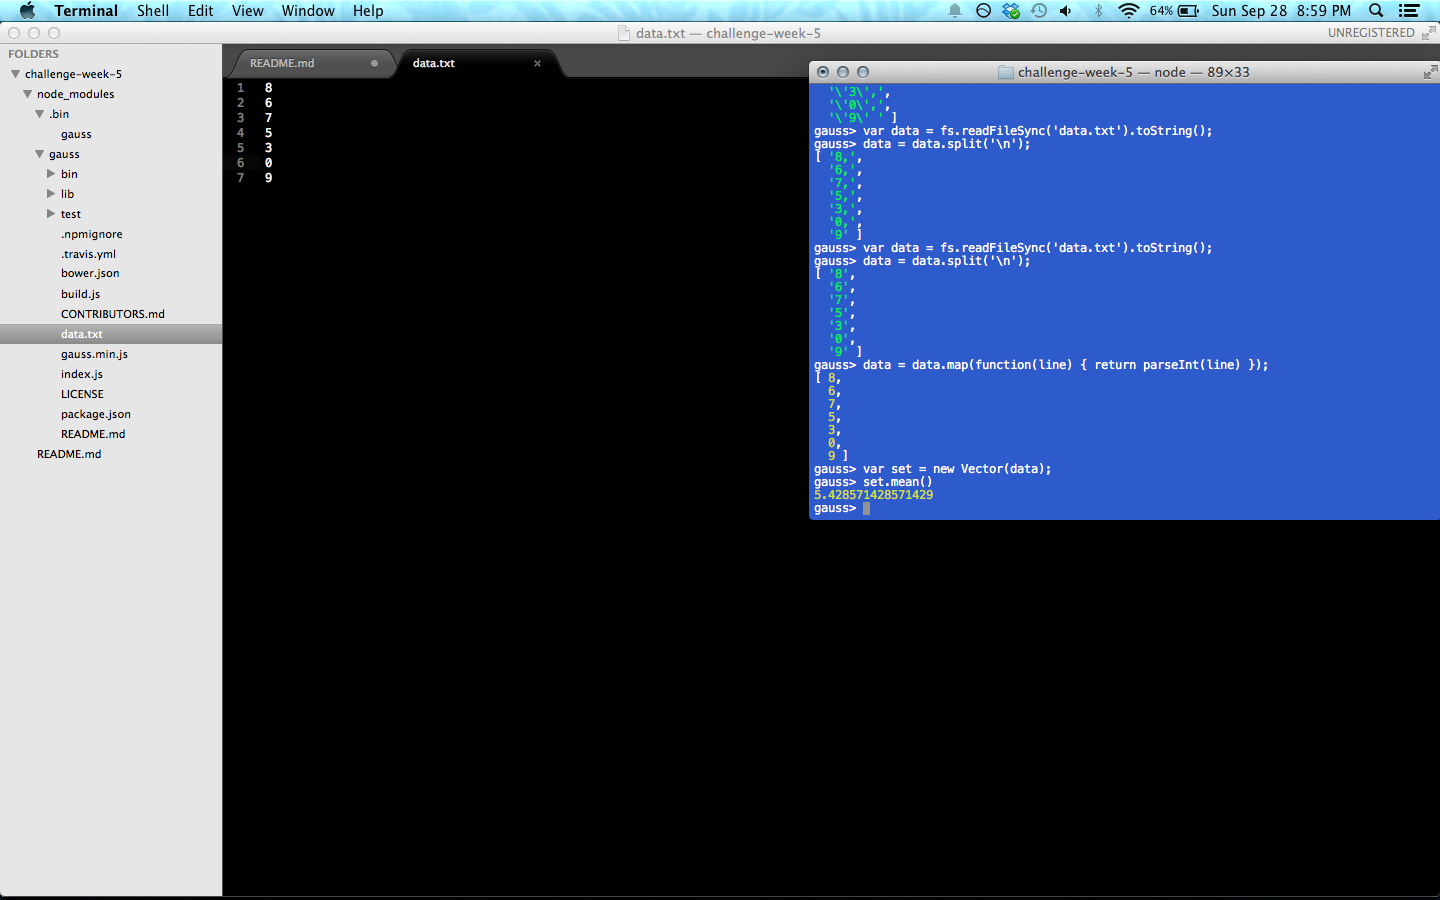 Terminal Shell Edit View Window Help 64% Sun Sep 28 8:59 PM
data.txt — challenge-week-5 UNREGISTERED
FOLDERS
challenge-week-5
node_modules
.bin
gauss
gauss
bin
lib
test
.npmignore
.travis.yml
bower.json
build.js
CONTRIBUTORS.md
data.txt
gauss.min.js
index.js
LICENSE
package.json
README.md
README.md
README.md data.txt
1 8
2 6
3 7
4 5
5 3
6 0
7 9
challenge-week-5 — node — 89×33
'\'3\',',
'\'0\',',
'\'9\' ' ]
gauss> var data = fs.readFileSync('data.txt').toString();
gauss> data = data.split('\n');
[ '8,',
'6,',
'7,',
'5,',
'3,',
'0,',
'9' ]
gauss> var data = fs.readFileSync('data.txt').toString();
gauss> data = data.split('\n');
[ '8',
'6',
'7',
'5',
'3',
'0',
'9' ]
gauss> data = data.map(function(line) { return parseInt(line) });
[ 8,
6,
7,
5,
3,
0,
9 ]
gauss> var set = new Vector(data);
gauss> set.mean()
5.428571428571429
gauss>